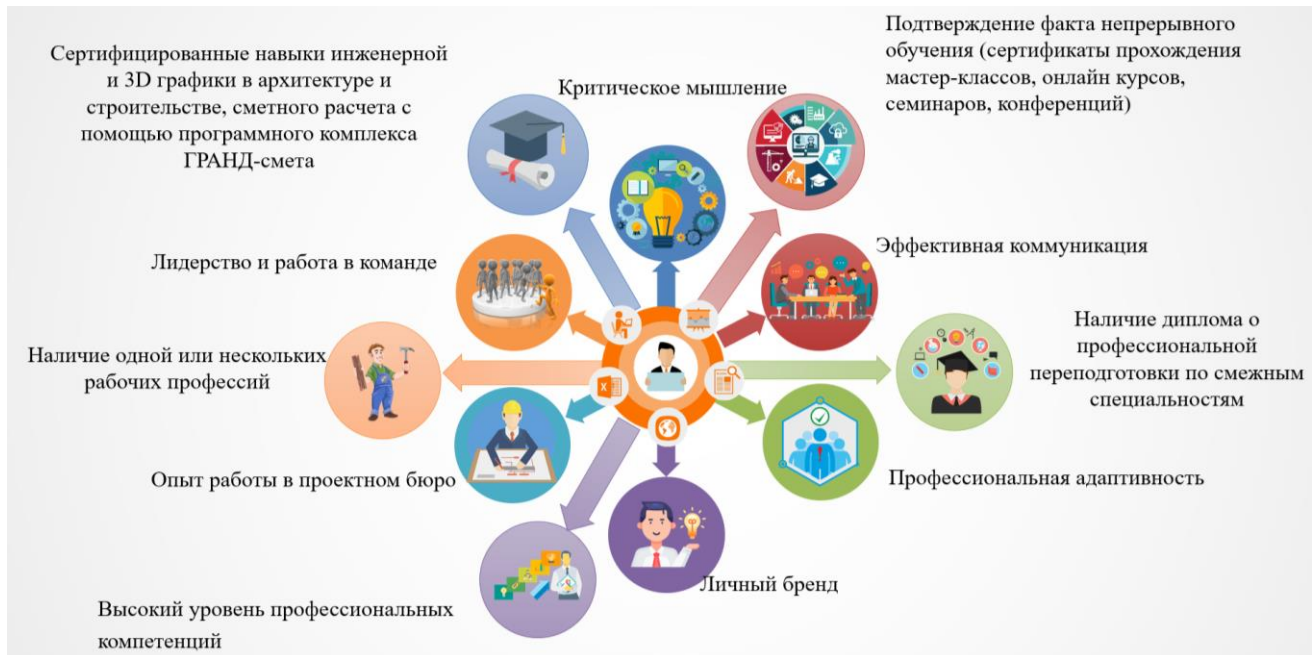 Сертифицированные навыки инженерной
и 3D графики в архитектуре и
строительстве, сметного расчета с
помощью программного комплекса
ГРАНД-смета
Критическое мышление
Подтверждение факта непрерывного
обучения (сертификаты прохождения
мастер-классов, онлайн курсов,
семинаров, конференций)
Лидерство и работа в команде
Эффективная коммуникация
Наличие одной или нескольких
рабочих профессий
Наличие диплома о
профессиональной
переподготовки по смежным
специальностям
Опыт работы в проектном бюро
Профессиональная адаптивность
Высокий уровень профессиональных
компетенций
Личный бренд